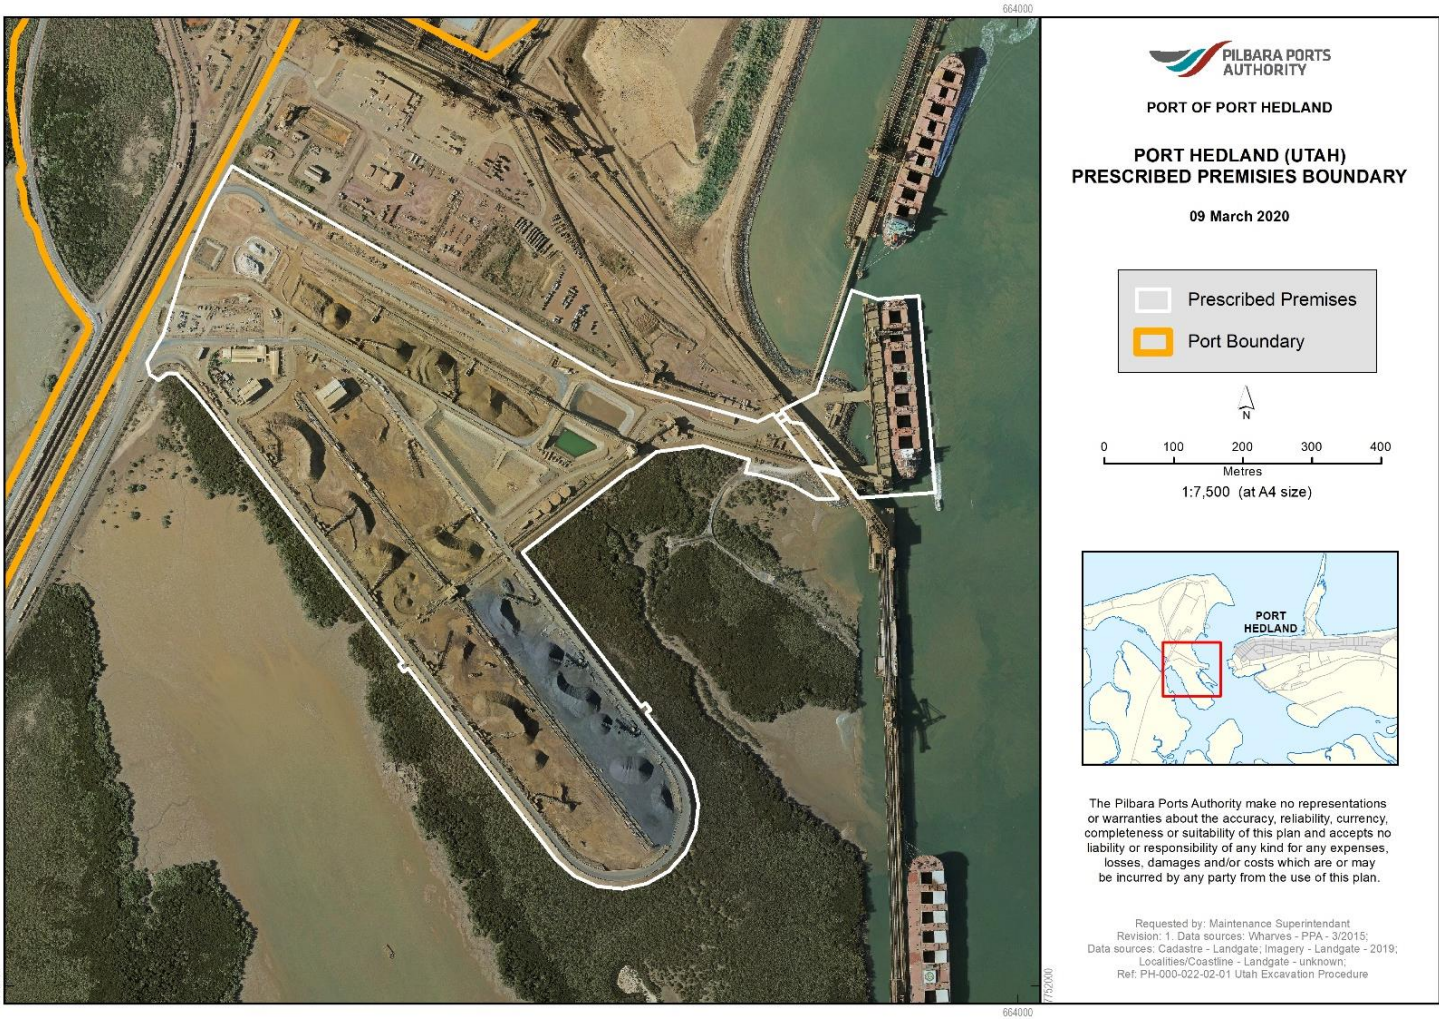 664000
PILBARA PORTS
AUTHORITY
PORT OF PORT HEDLAND
PORT HEDLAND (UTAH)
PRESCRIBED PREMISIES BOUNDARY
09 March 2020
Prescribed Premises
Port Boundary
N
0 100 200 300 400
Metres
1:7,500 (at A4 size)
PORT
HEDLAND
The Pilbara Ports Authority make no representations
or warranties about the accuracy, reliability, currency,
completeness or suitability of this plan and accepts no
liability or responsibility of any kind for any expenses,
losses, damages and/or costs which are or may
be incurred by any party from the use of this plan.
Requested by: Maintenance Superintendant
Revision: 1. Data sources: Wharves - PPA - 3/2015;
Data sources: Cadastre - Landgate; Imagery - Landgate - 2019;
Localities/Coastline - Landgate - unknown;
Ref: PH-000-022-02-01 Utah Excavation Procedure
7752000
664000